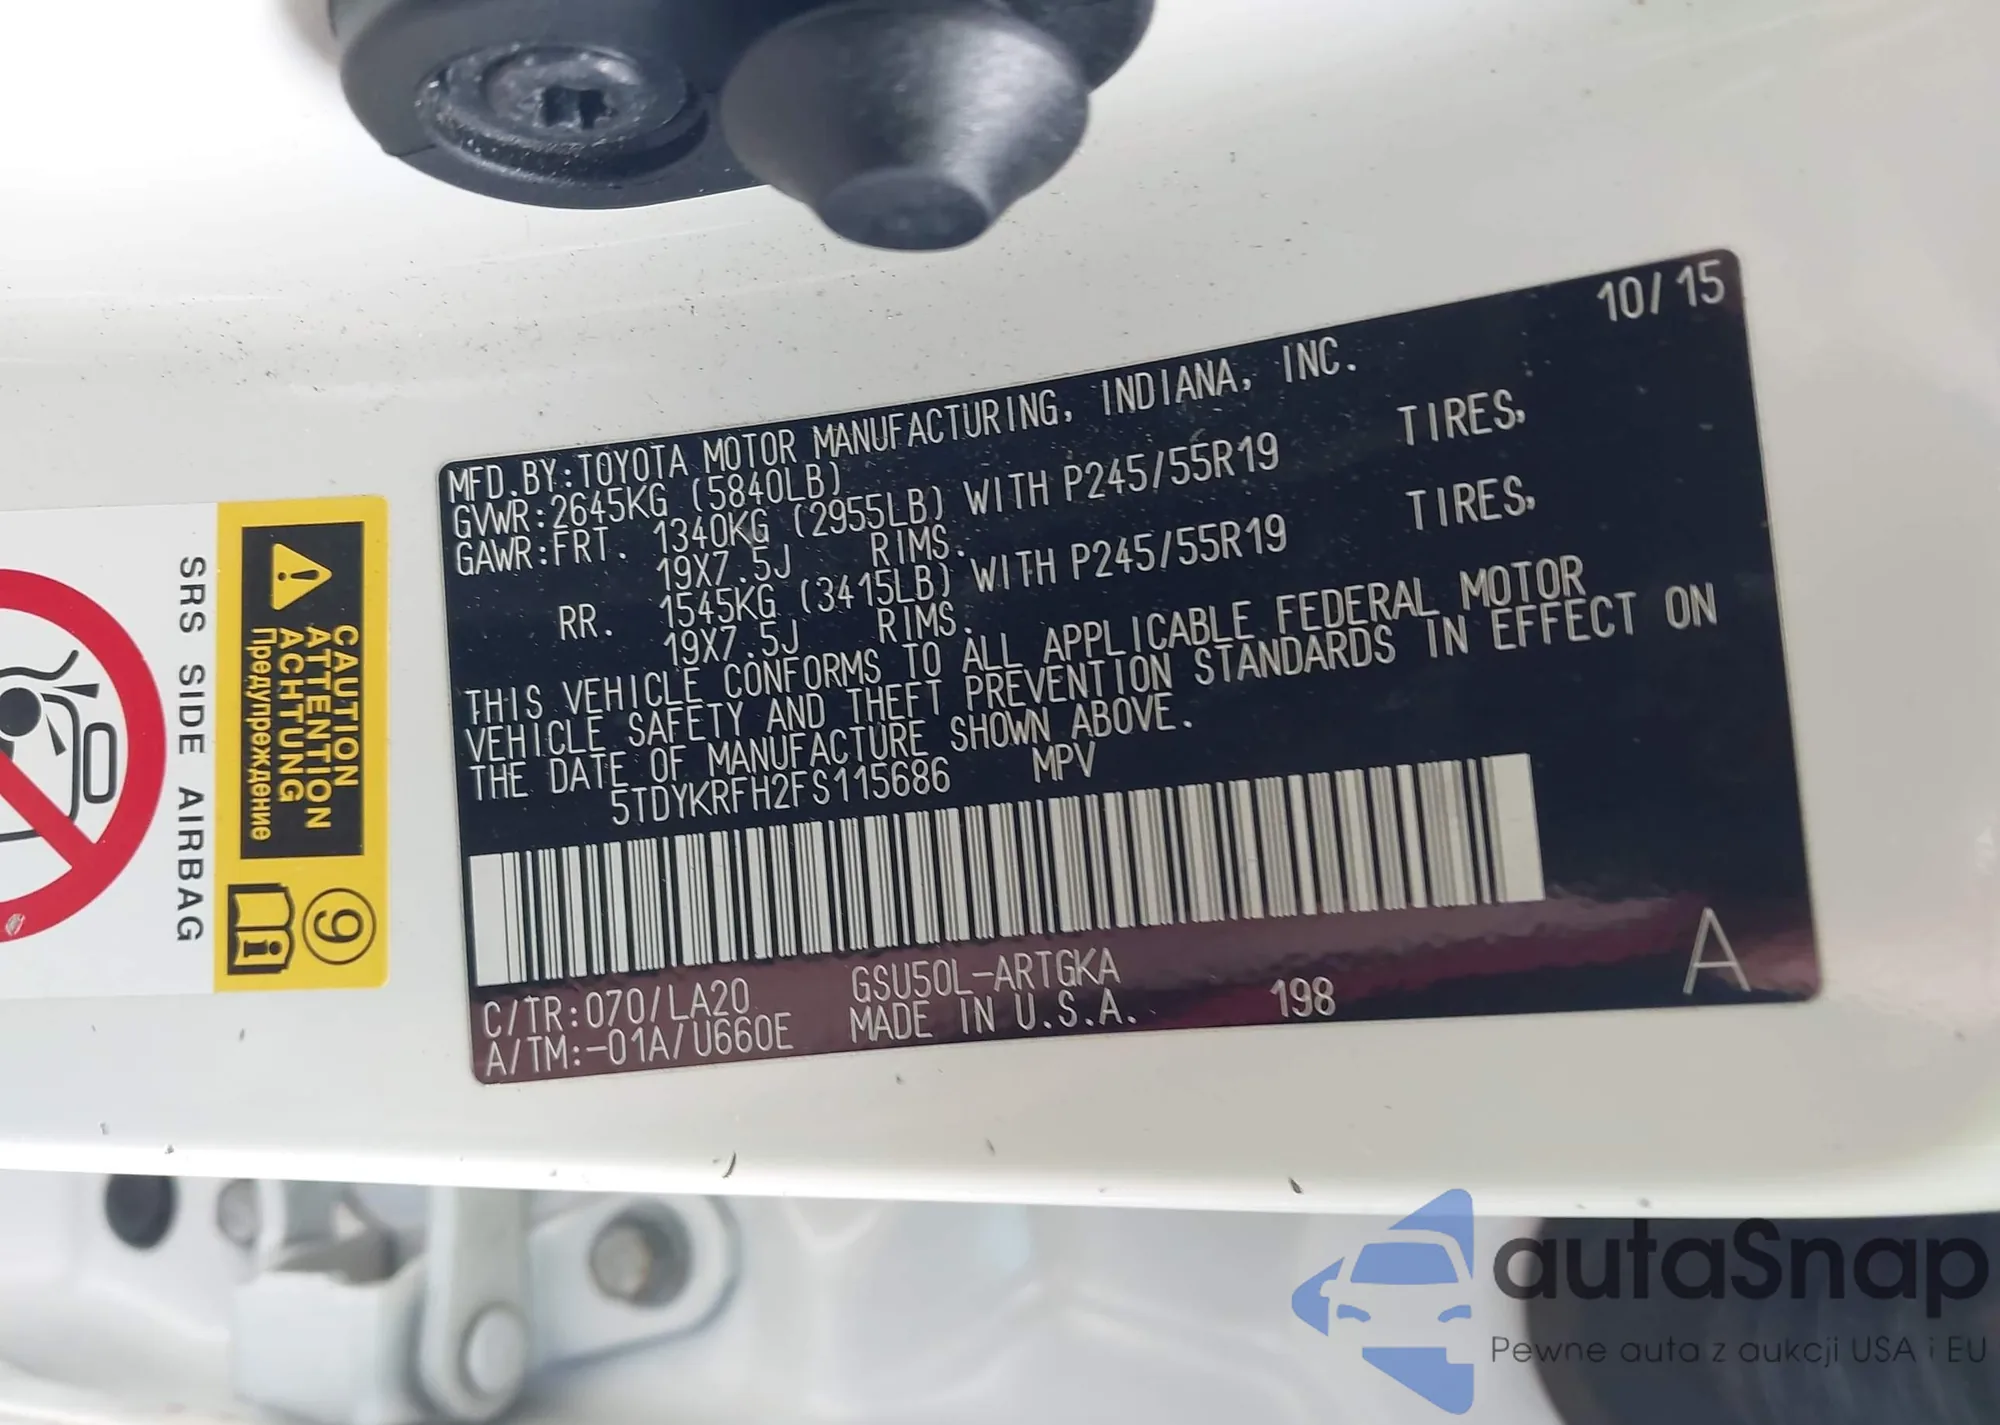 10/15
MFD.BY:TOYOTA MOTOR MANUFACTURING, INDIANA, INC.
GVWR:2645KG (5840LB)
GAWR:FRT. 1340KG (2955LB) WITH P245/55R19 TIRES,
19X7.5J RIMS.
RR. 1545KG (3415LB) WITH P245/55R19 TIRES,
19X7.5J RIMS.
THIS VEHICLE CONFORMS TO ALL APPLICABLE FEDERAL MOTOR
VEHICLE SAFETY AND THEFT PREVENTION STANDARDS IN EFFECT ON
THE DATE OF MANUFACTURE SHOWN ABOVE.
5TDYKRFH2FS115686 MPV
C/TR:070/LA20 GSU50L-ARTGKA
A/TM:-01A/U660E MADE IN U.S.A. 198
A
CAUTION
ATTENTION
ACHTUNG
Предупреждение
9
i
SRS SIDE AIRBAG
autaSnap
Pewne auta z aukcji USA i EU